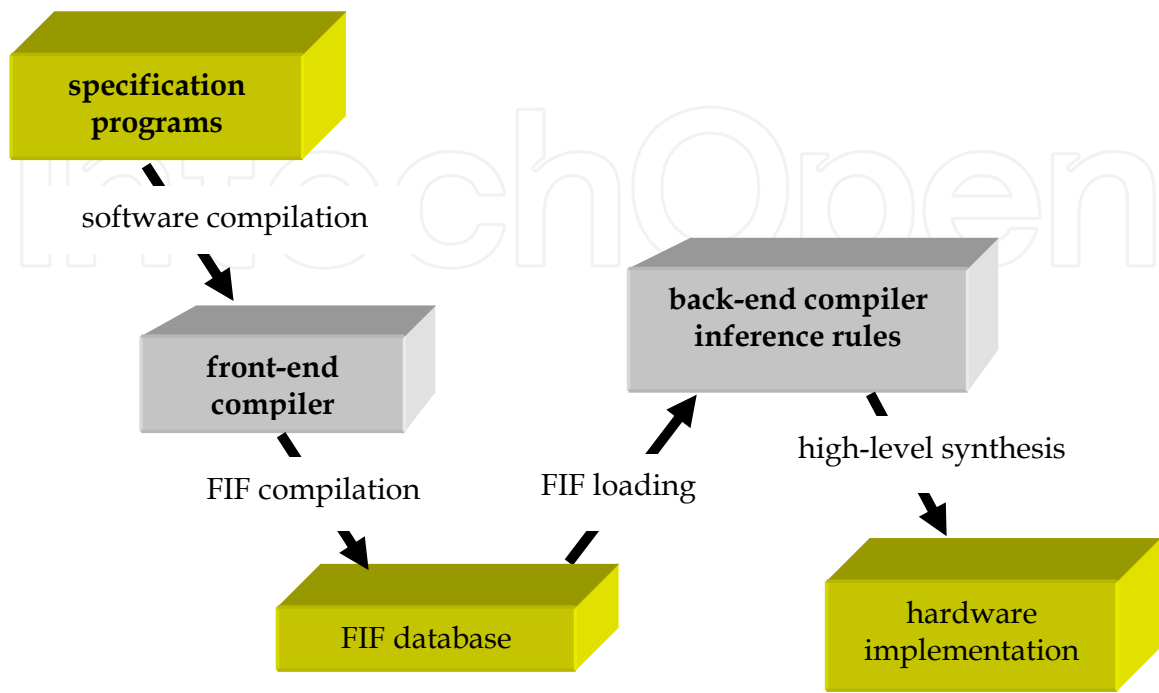 specification
programs
IntechOpen
software compilation
back-end compiler
inference rules
front-end
compiler
high-level synthesis
FIF compilation
FIF loading
hardware
implementation
FIF database